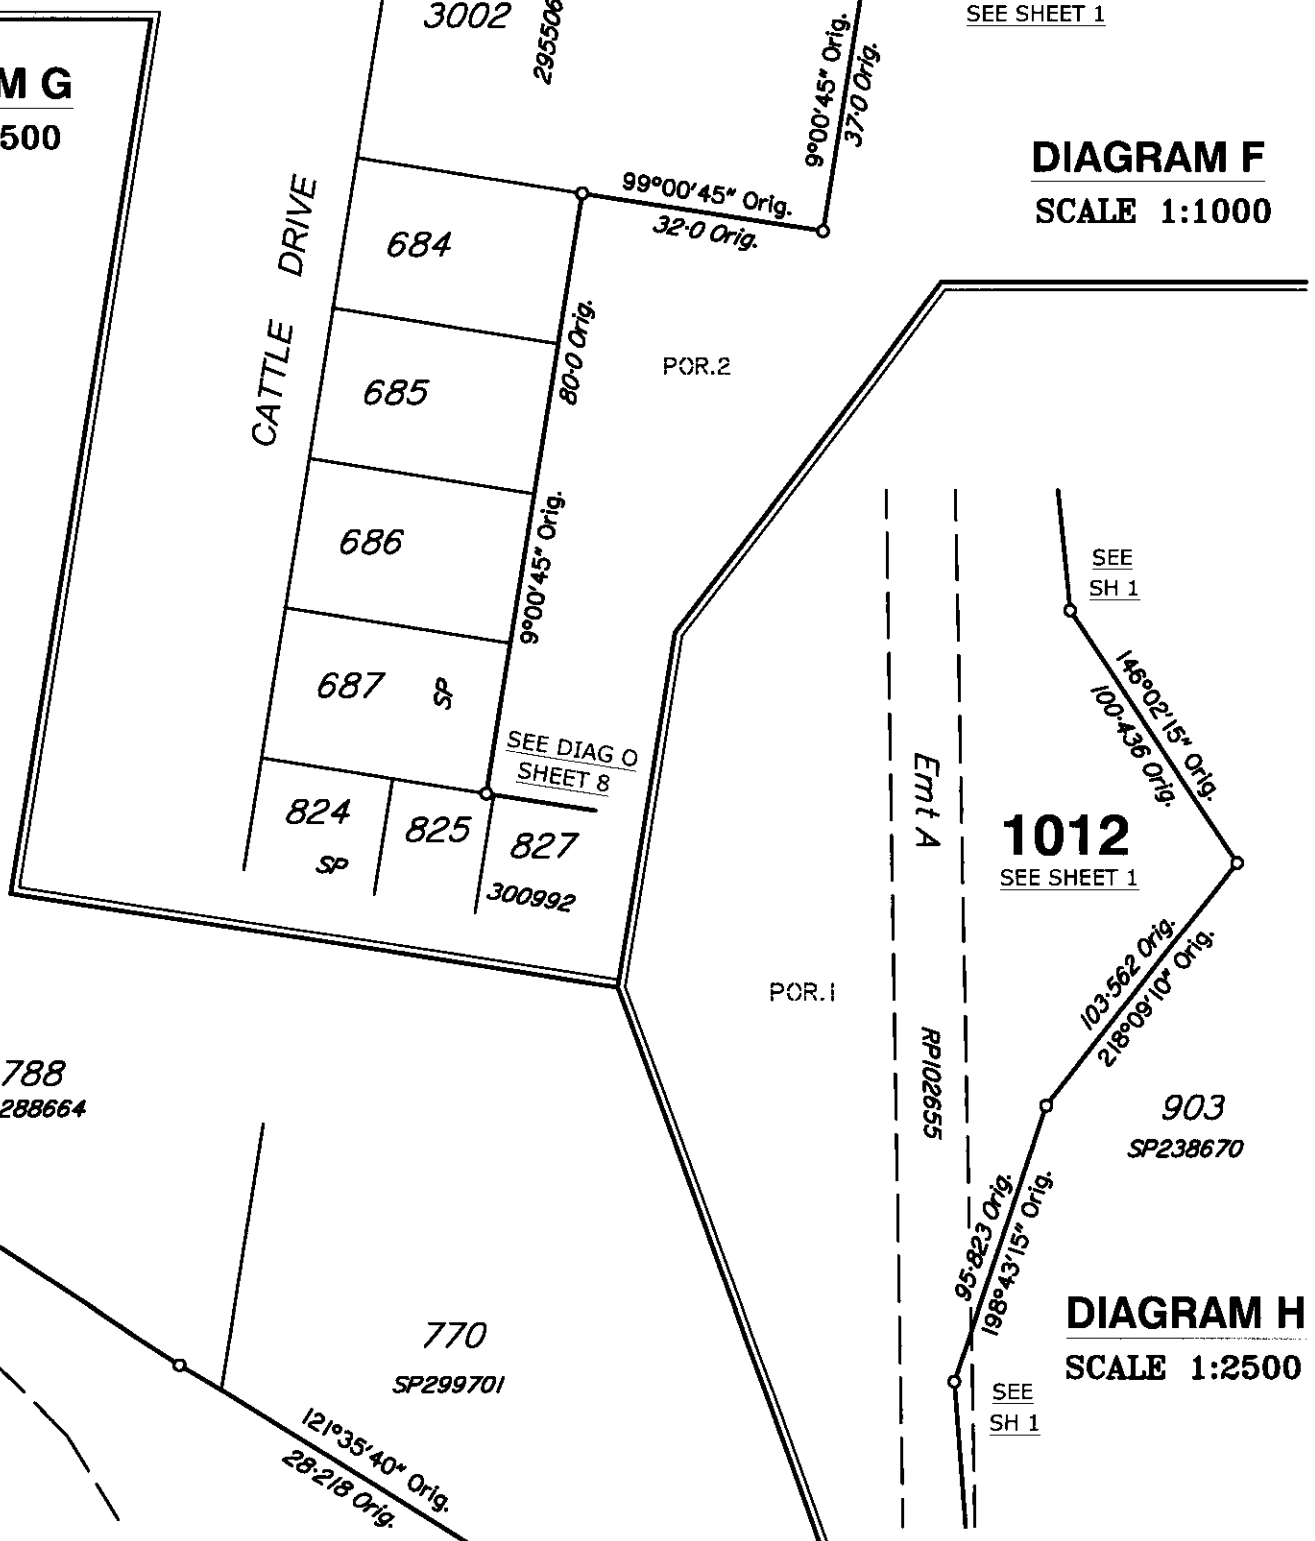 3002
295506
SEE SHEET 1
9°00'45" Orig.
37·0 Orig.
M G
500
DIAGRAM F
SCALE 1:1000
99°00'45" Orig.
32·0 Orig.
CATTLE DRIVE
684
80·0 Orig.
POR.2
685
686
9°00'45" Orig.
687
SP
SEE DIAG O
SHEET 8
824
SP
825
827
300992
SEE
SH 1
146°02'15" Orig.
100·436 Orig.
Emt A
1012
SEE SHEET 1
103·562 Orig.
218°09'10" Orig.
POR.1
RP102655
788
288664
903
SP238670
95·823 Orig.
198°43'15" Orig.
DIAGRAM H
SCALE 1:2500
770
SP299701
SEE
SH 1
121°35'40" Orig.
28·218 Orig.